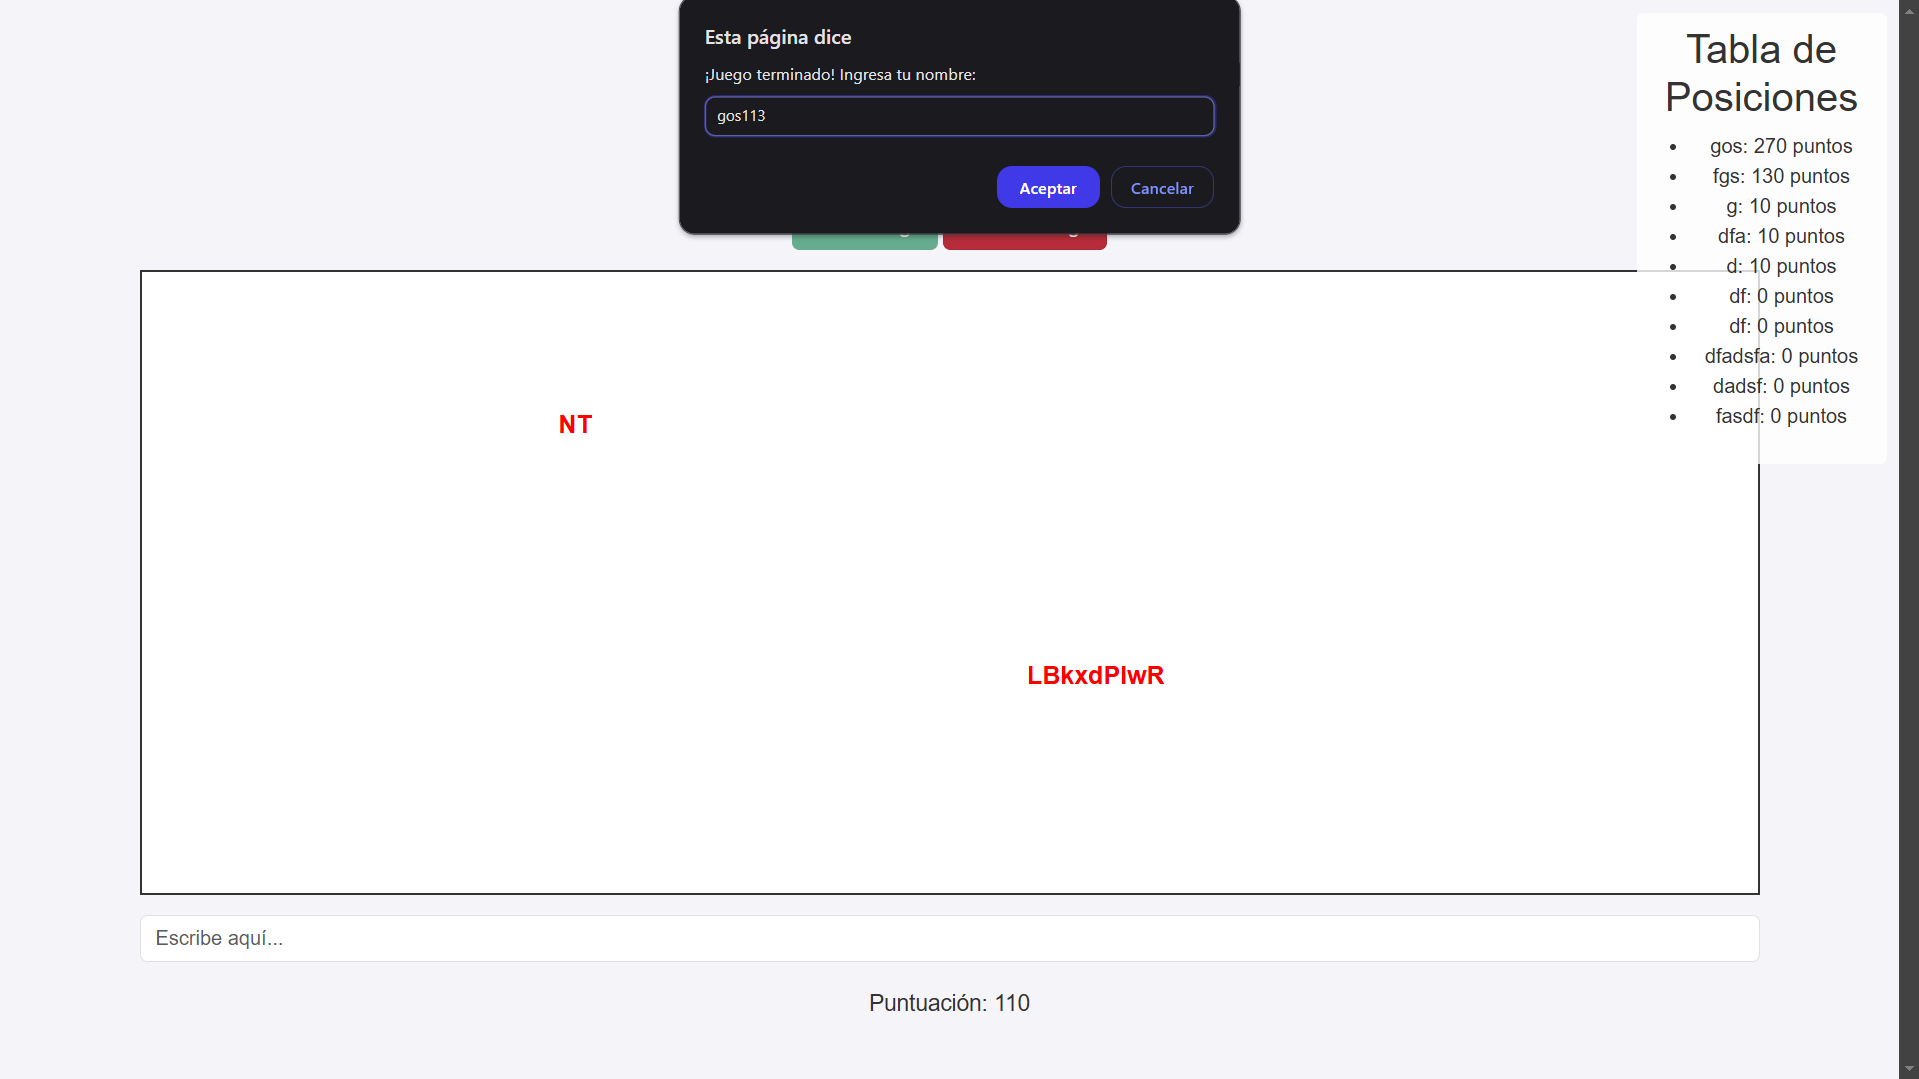 Esta página dice
¡Juego terminado! Ingresa tu nombre:
gos113
Aceptar
Cancelar
Tabla de
Posiciones
gos: 270 puntos
fgs: 130 puntos
g: 10 puntos
dfa: 10 puntos
d: 10 puntos
df: 0 puntos
df: 0 puntos
dfadsfa: 0 puntos
dadsf: 0 puntos
fasdf: 0 puntos
NT
LBkxdPIwR
Escribe aquí...
Puntuación: 110